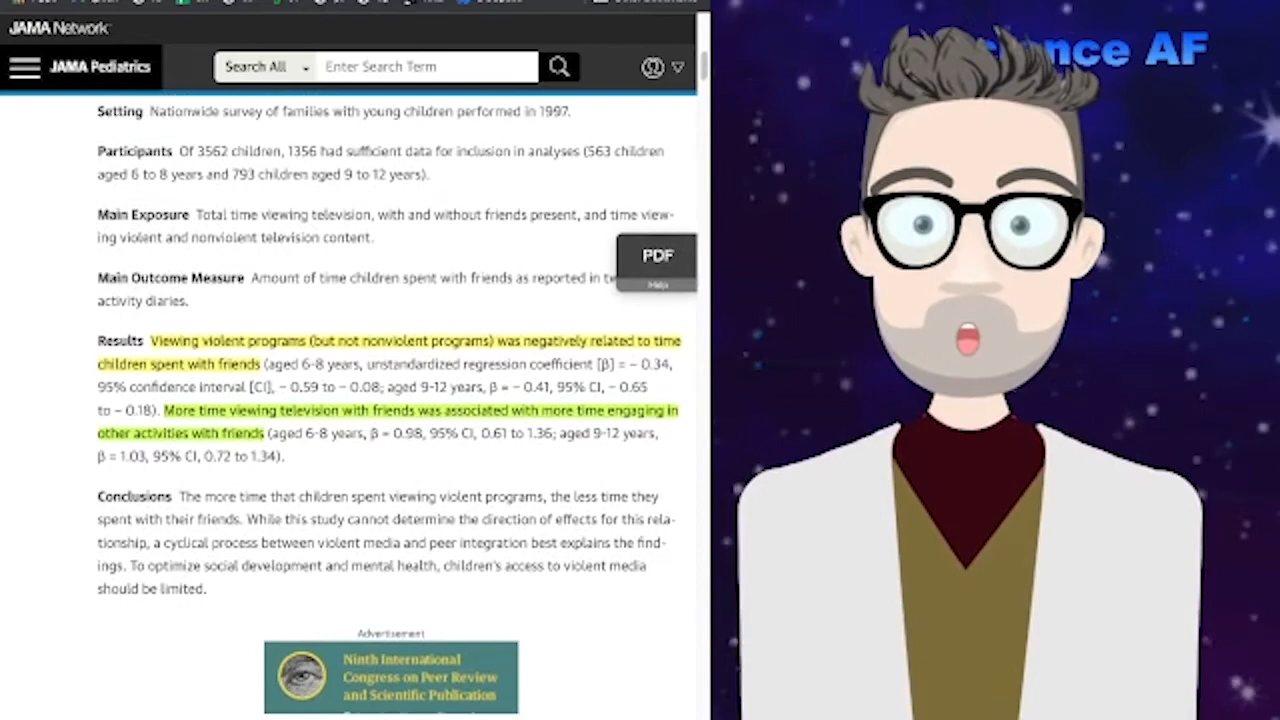 JAMA Network
JAMA Pediatrics
Search All
Enter Search Term
Setting Nationwide survey of families with young children performed in 1997.
Participants Of 3562 children, 1356 had sufficient data for inclusion in analyses (563 children
aged 6 to 8 years and 793 children aged 9 to 12 years).
Main Exposure Total time viewing television, with and without friends present, and time view-
ing violent and nonviolent television content.
PDF
Help
Main Outcome Measure Amount of time children spent with friends as reported in
activity diaries.
Results Viewing violent programs (but not nonviolent programs) was negatively related to time
children spent with friends (aged 6-8 years, unstandardized regression coefficient [β] = − 0.34,
95% confidence interval [CI], − 0.59 to − 0.08; aged 9-12 years, β = − 0.41, 95% CI, − 0.65
to − 0.18). More time viewing television with friends was associated with more time engaging in
other activities with friends (aged 6-8 years, β = 0.98, 95% CI, 0.61 to 1.36; aged 9-12 years,
β = 1.03, 95% CI, 0.72 to 1.34).
Conclusions The more time that children spent viewing violent programs, the less time they
spent with their friends. While this study cannot determine the direction of effects for this rela-
tionship, a cyclical process between violent media and peer integration best explains the find-
ings. To optimize social development and mental health, children's access to violent media
should be limited.
Advertisement
Ninth International
Congress on Peer Review
and Scientific Publication
AF